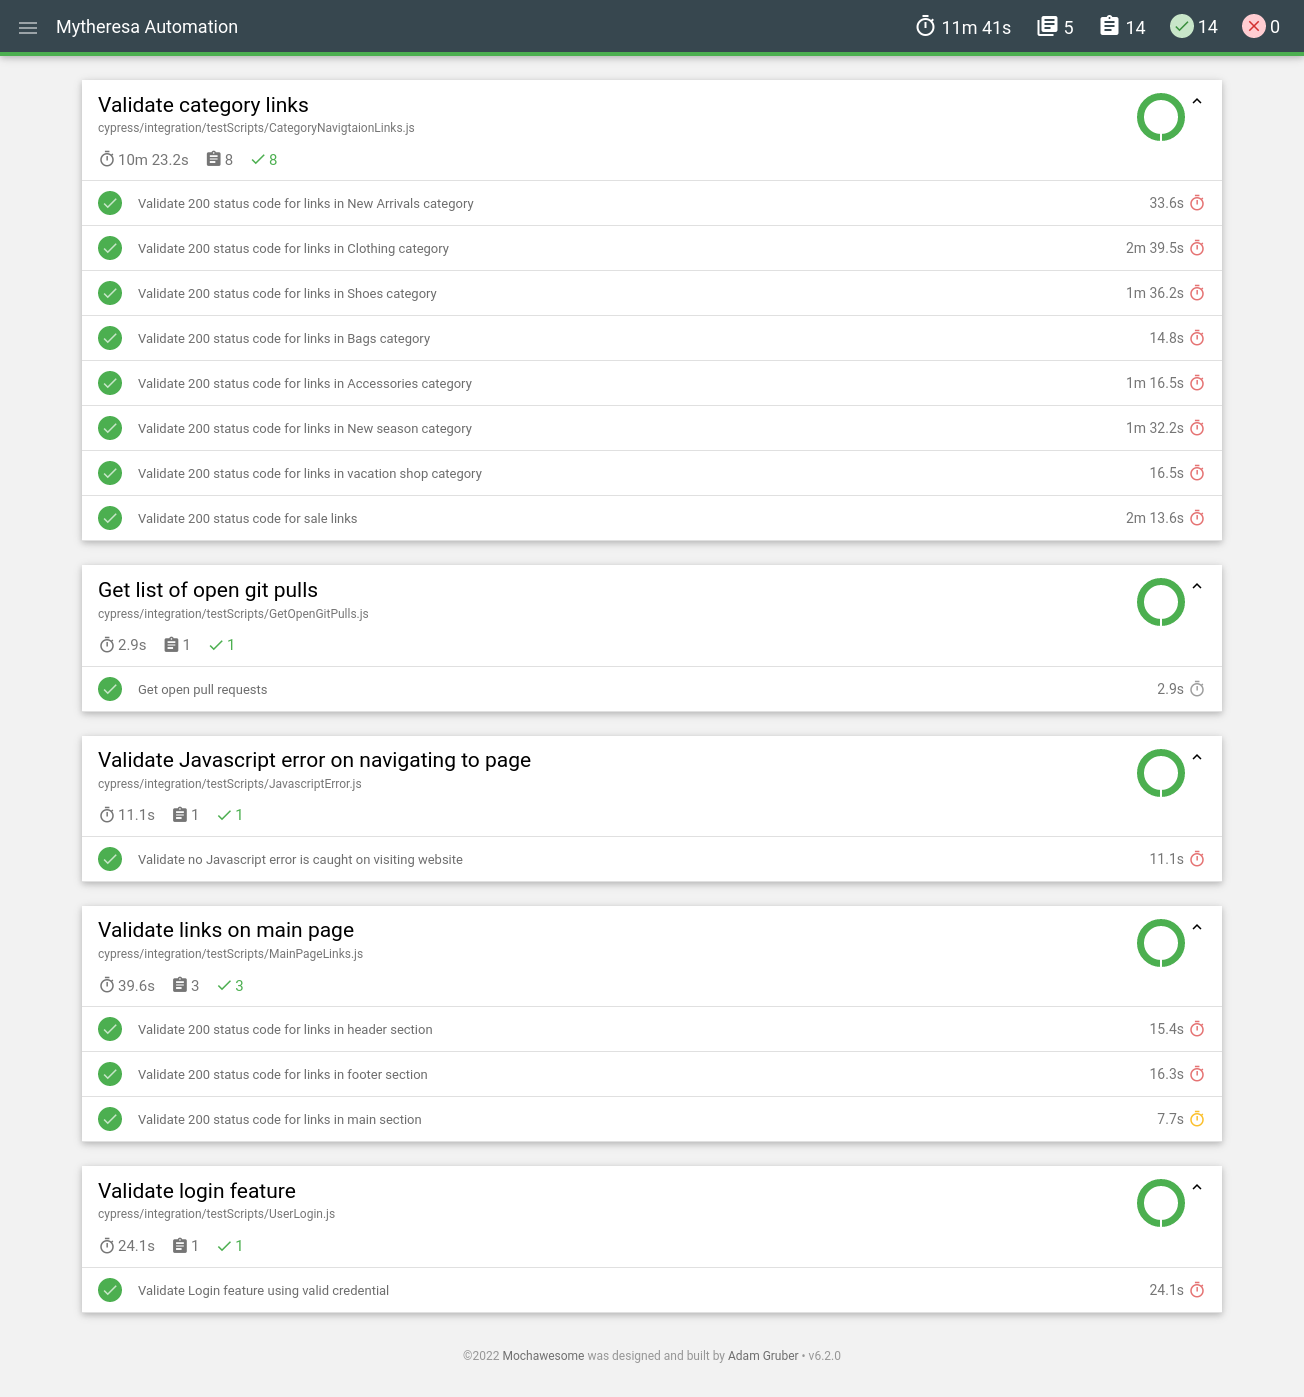 Mytheresa Automation 11m 41s 5 14 14 0
Validate category links
cypress/integration/testScripts/CategoryNavigtaionLinks.js
10m 23.2s 8 8
Validate 200 status code for links in New Arrivals category 33.6s
Validate 200 status code for links in Clothing category 2m 39.5s
Validate 200 status code for links in Shoes category 1m 36.2s
Validate 200 status code for links in Bags category 14.8s
Validate 200 status code for links in Accessories category 1m 16.5s
Validate 200 status code for links in New season category 1m 32.2s
Validate 200 status code for links in vacation shop category 16.5s
Validate 200 status code for sale links 2m 13.6s
Get list of open git pulls
cypress/integration/testScripts/GetOpenGitPulls.js
2.9s 1 1
Get open pull requests 2.9s
Validate Javascript error on navigating to page
cypress/integration/testScripts/JavascriptError.js
11.1s 1 1
Validate no Javascript error is caught on visiting website 11.1s
Validate links on main page
cypress/integration/testScripts/MainPageLinks.js
39.6s 3 3
Validate 200 status code for links in header section 15.4s
Validate 200 status code for links in footer section 16.3s
Validate 200 status code for links in main section 7.7s
Validate login feature
cypress/integration/testScripts/UserLogin.js
24.1s 1 1
Validate Login feature using valid credential 24.1s
©2022 Mochawesome was designed and built by Adam Gruber • v6.2.0